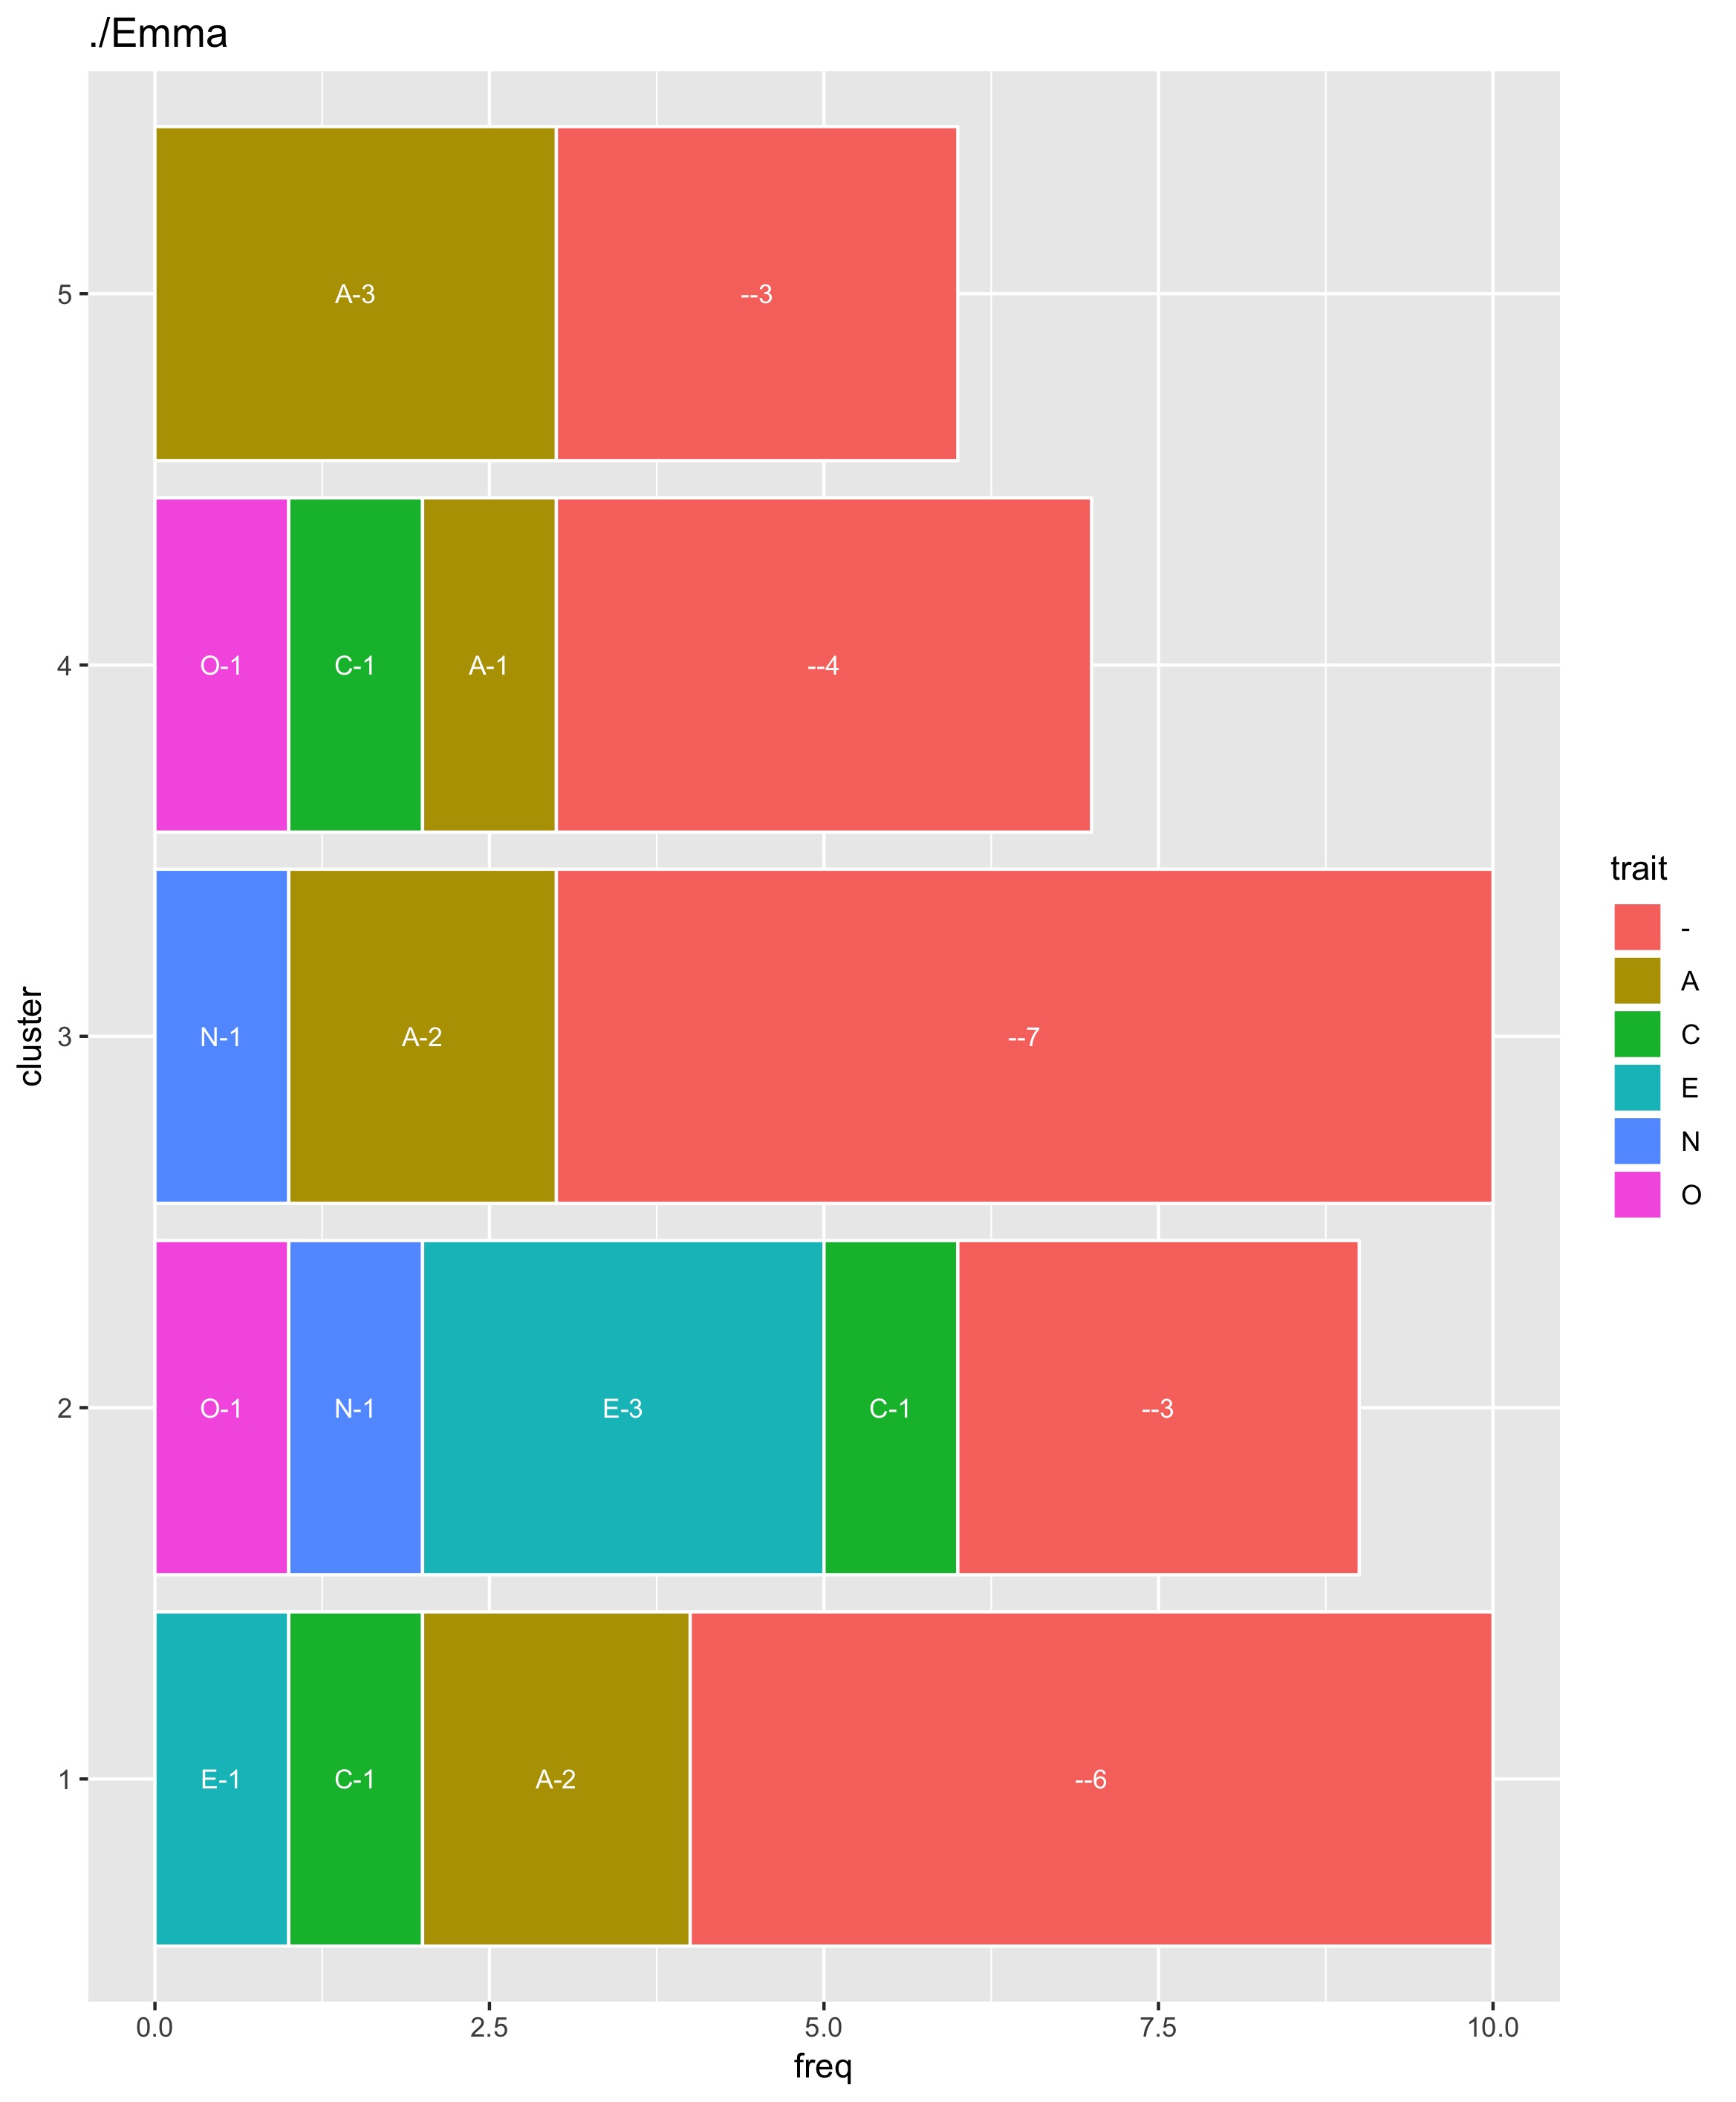 ./Emma
5
A-3
--3
4
O-1
C-1
A-1
--4
3
N-1
A-2
--7
2
O-1
N-1
E-3
C-1
--3
1
E-1
C-1
A-2
--6
0.0
2.5
5.0
7.5
10.0
freq
cluster
trait
-
A
C
E
N
O